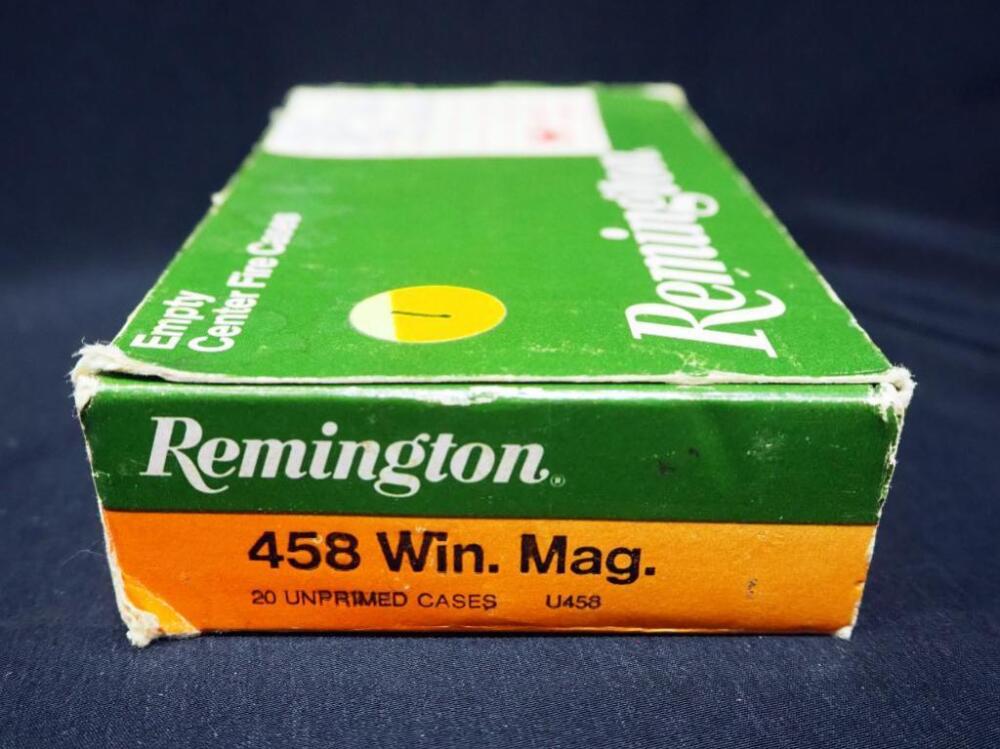 Empty
Center Fire Cases
Remington
Remington®
458 Win. Mag.
20 UNPRIMED CASES U458